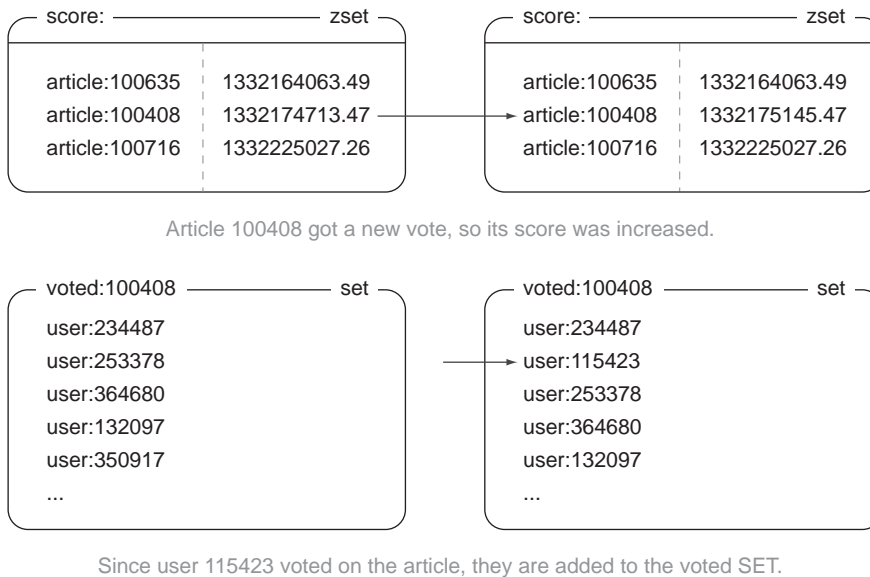 score: zset
article:100635 1332164063.49
article:100408 1332174713.47
article:100716 1332225027.26
score: zset
article:100635 1332164063.49
article:100408 1332175145.47
article:100716 1332225027.26
Article 100408 got a new vote, so its score was increased.
voted:100408 set
user:234487
user:253378
user:364680
user:132097
user:350917
...
voted:100408 set
user:234487
user:115423
user:253378
user:364680
user:132097
...
Since user 115423 voted on the article, they are added to the voted SET.